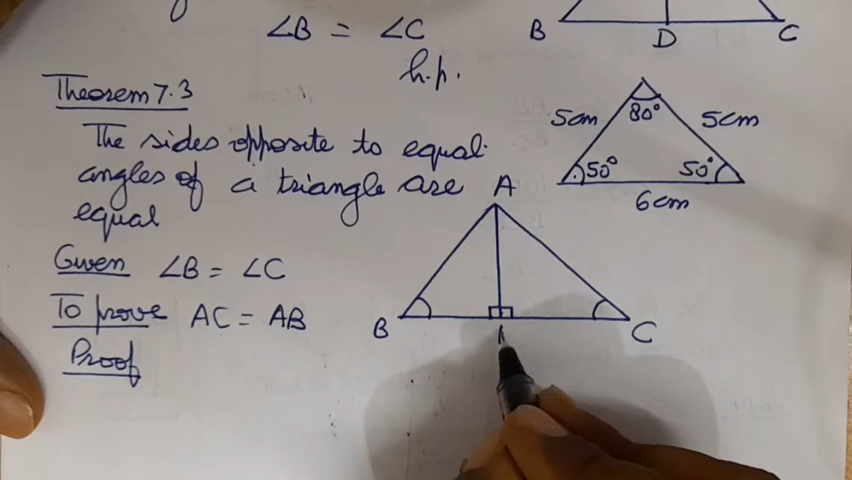 ∠B = ∠C
h.p.
B
D
C
Theorem 7.3
The sides opposite to equal
angles of a triangle are
equal
5cm
80°
5cm
50°
50°
6cm
Given ∠B = ∠C
To prove AC = AB
Proof
A
B
C